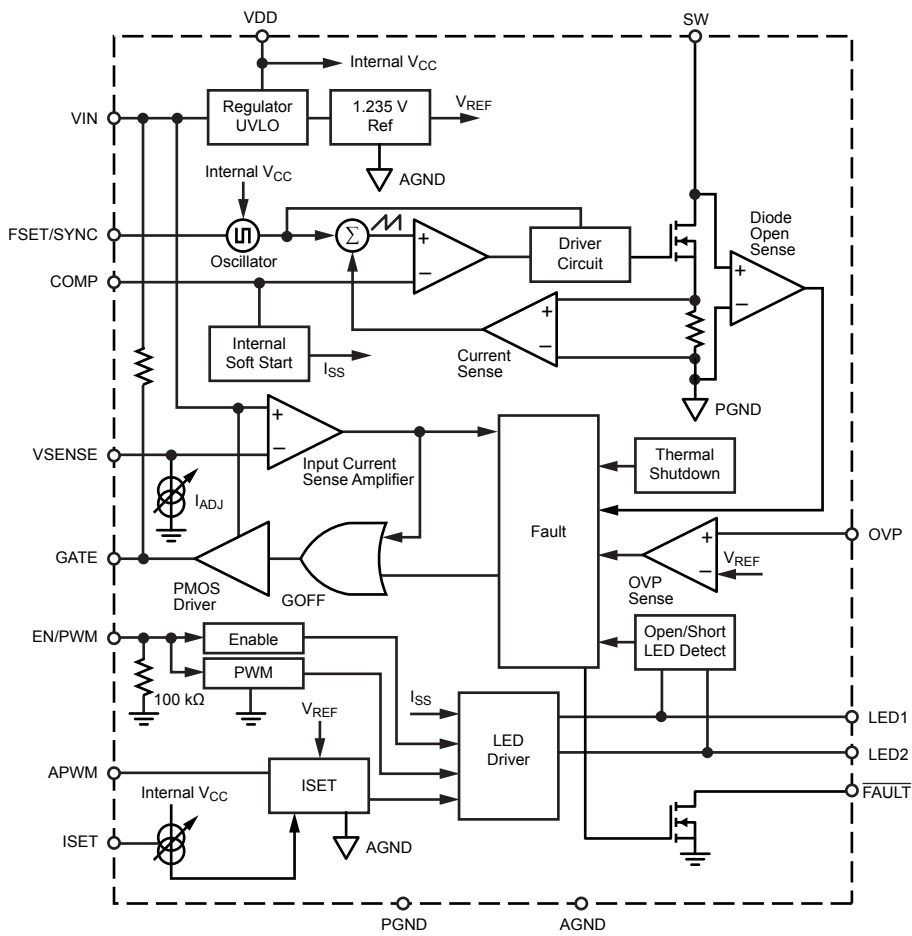 VDD
SW
Internal VCC
VIN
Regulator
UVLO
1.235 V
Ref
VREF
AGND
Internal VCC
FSET/SYNC
Oscillator
Σ
+
−
Driver
Circuit
Diode
Open
Sense
+
−
COMP
Internal
Soft Start
ISS
+
−
Current
Sense
PGND
VSENSE
+
−
Input Current
Sense Amplifier
IADJ
Fault
Thermal
Shutdown
GATE
PMOS
Driver
GOFF
+
−
VREF
OVP
Sense
OVP
EN/PWM
Enable
PWM
100 kΩ
Open/Short
LED Detect
ISS
VREF
LED
Driver
LED1
LED2
APWM
ISET
Internal VCC
AGND
ISET
FAULT
PGND
AGND